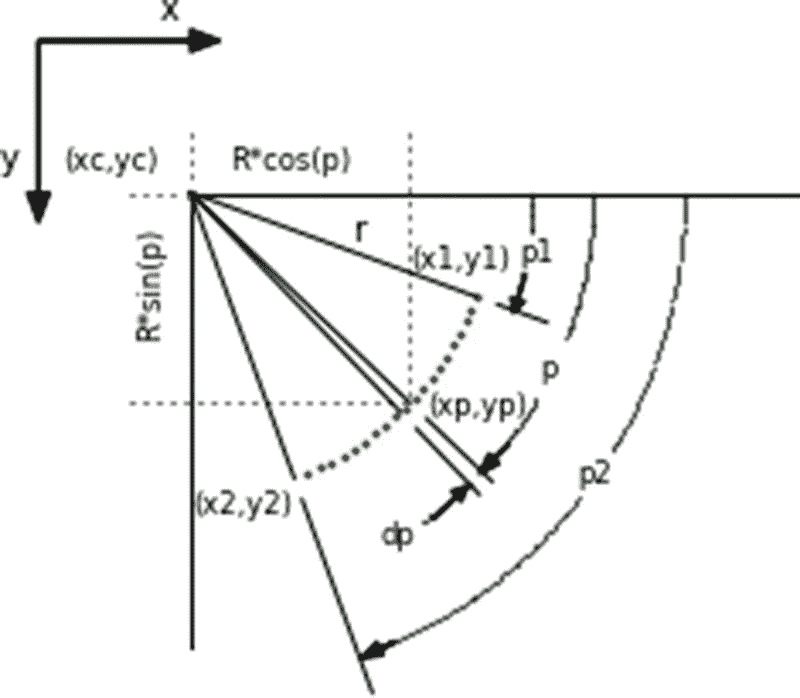 x
y
(xc,yc)
R*cos(p)
R*sin(p)
r
(x1,y1)
p1
p
(xp,yp)
p2
(x2,y2)
dp